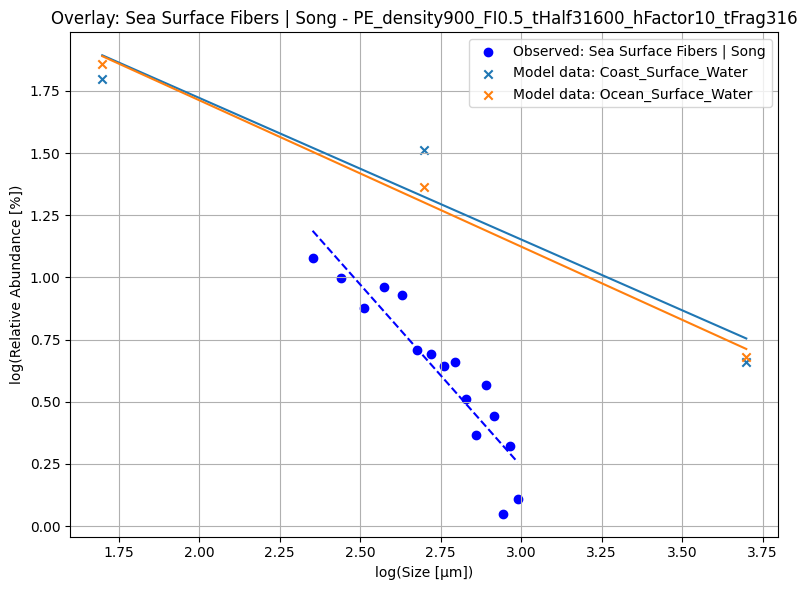 Overlay: Sea Surface Fibers | Song - PE_density900_FI0.5_tHalf31600_hFactor10_tFrag316
Observed: Sea Surface Fibers | Song
Model data: Coast_Surface_Water
Model data: Ocean_Surface_Water
log(Relative Abundance [%])
1.75
1.50
1.25
1.00
0.75
0.50
0.25
0.00
1.75 2.00 2.25 2.50 2.75 3.00 3.25 3.50 3.75
log(Size [µm])